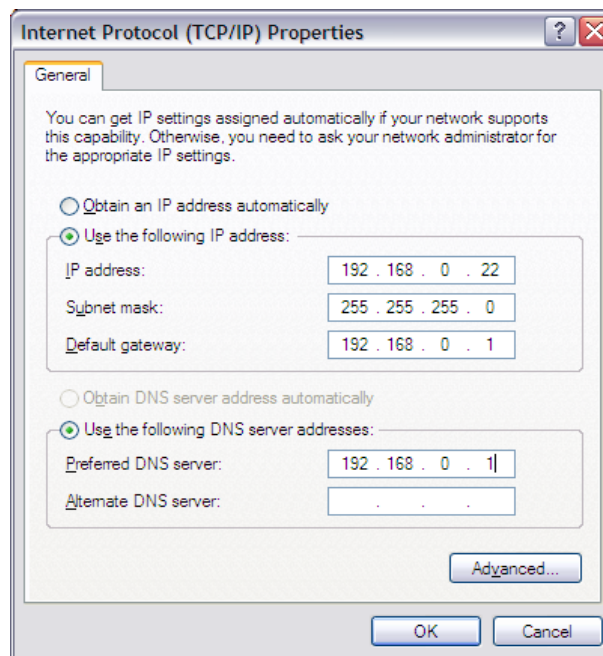 Internet Protocol (TCP/IP) Properties
General
You can get IP settings assigned automatically if your network supports
this capability. Otherwise, you need to ask your network administrator for
the appropriate IP settings.
Obtain an IP address automatically
Use the following IP address:
IP address: 192 . 168 . 0 . 22
Subnet mask: 255 . 255 . 255 . 0
Default gateway: 192 . 168 . 0 . 1
Obtain DNS server address automatically
Use the following DNS server addresses:
Preferred DNS server: 192 . 168 . 0 . 1
Alternate DNS server: . . .
Advanced...
OK Cancel